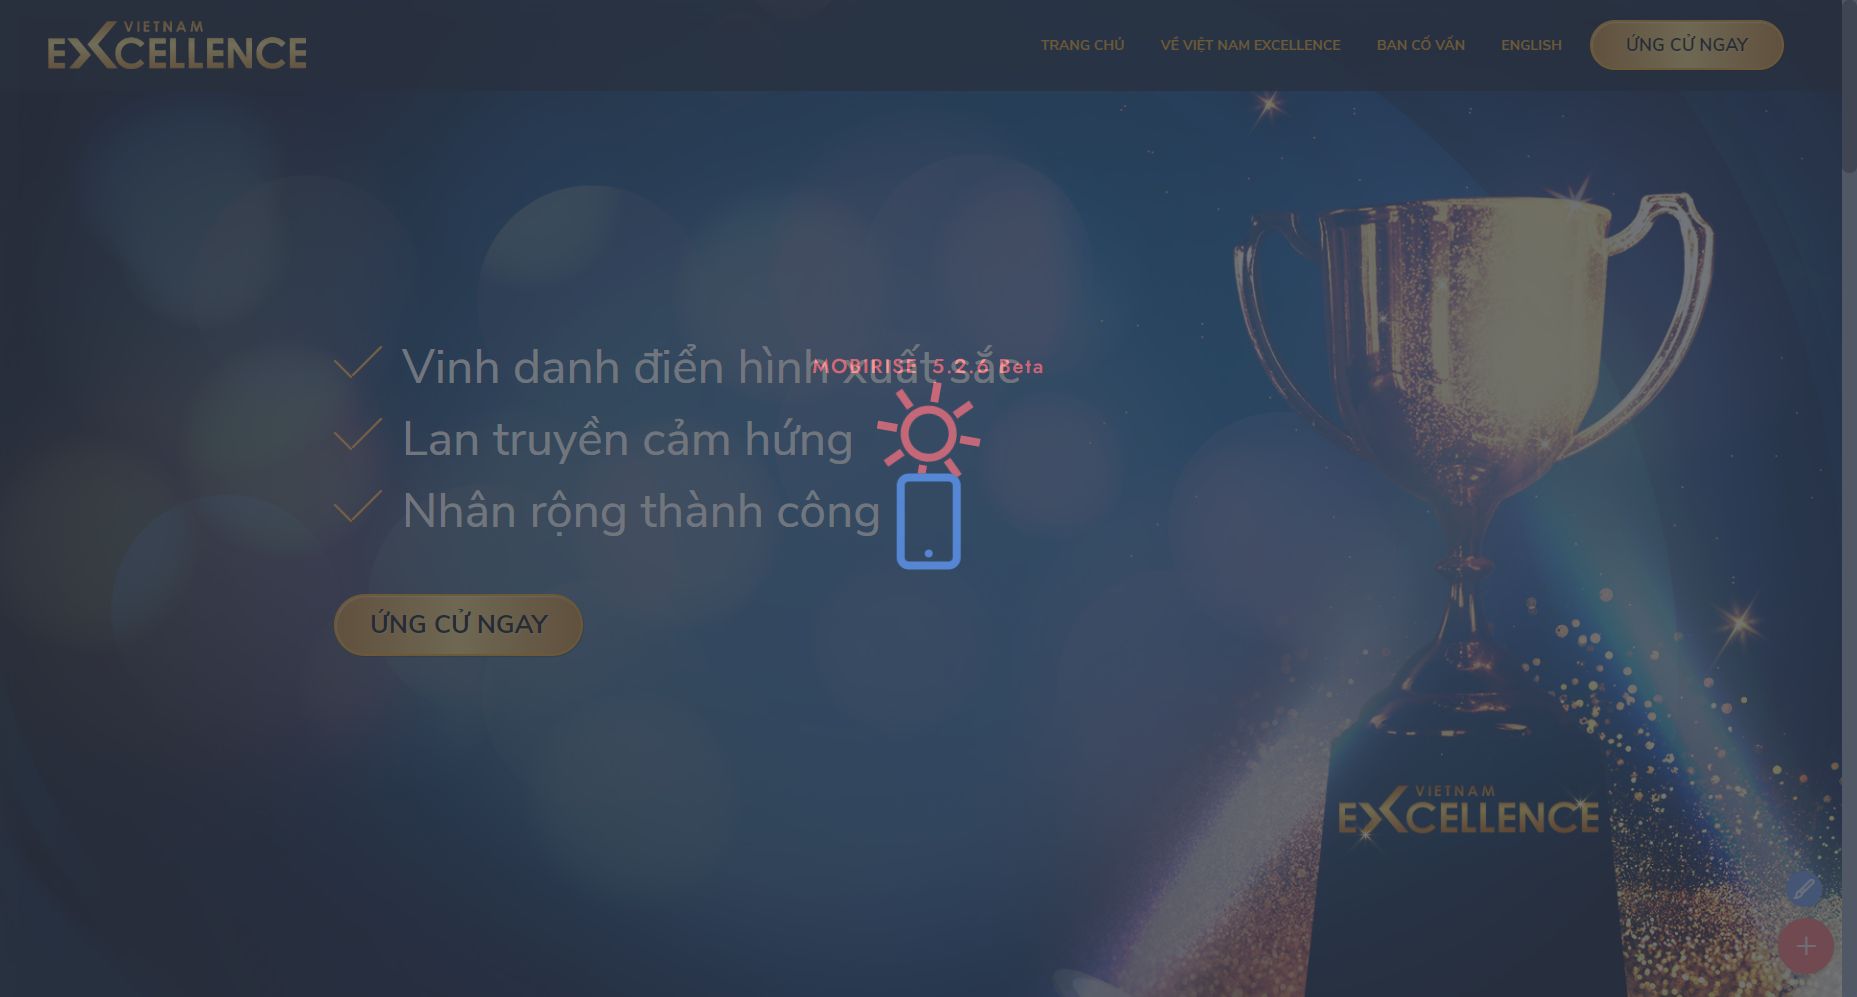 VIETNAM
EXCELLENCE
TRANG CHỦ
VỀ VIỆT NAM EXCELLENCE
BAN CỐ VẤN
ENGLISH
ỨNG CỬ NGAY
Vinh danh điển hình xuất sắc
MOBIRISE 5.2.6 Beta
Lan truyền cảm hứng
Nhân rộng thành công
ỨNG CỬ NGAY
VIETNAM
EXCELLENCE